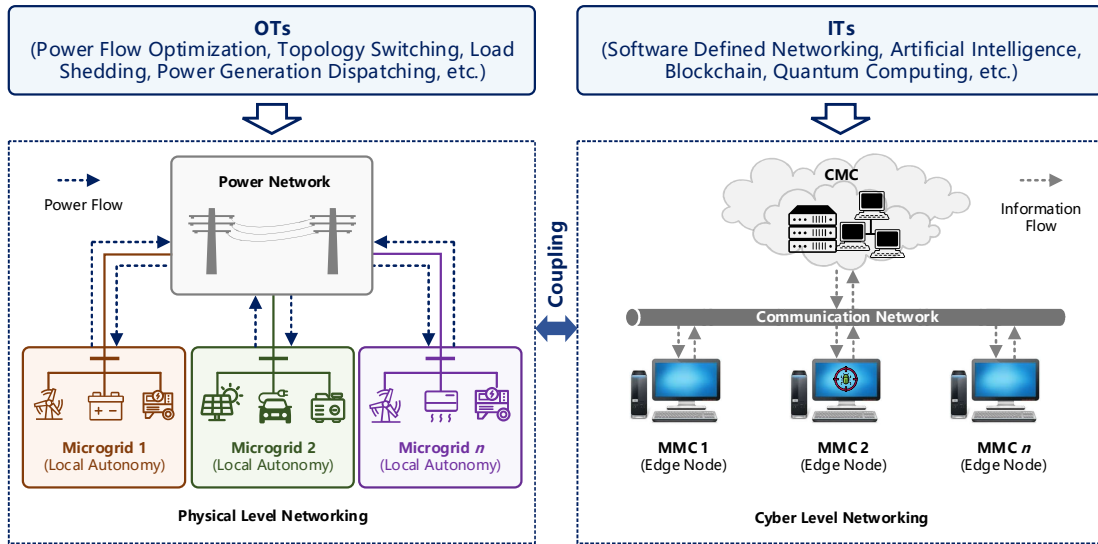 OTs
(Power Flow Optimization, Topology Switching, Load
Shedding, Power Generation Dispatching, etc.)
ITs
(Software Defined Networking, Artificial Intelligence,
Blockchain, Quantum Computing, etc.)
Power Flow
Power Network
Microgrid 1
(Local Autonomy)
Microgrid 2
(Local Autonomy)
Microgrid n
(Local Autonomy)
Physical Level Networking
Coupling
CMC
Information
Flow
Communication Network
MMC 1
(Edge Node)
MMC 2
(Edge Node)
MMC n
(Edge Node)
Cyber Level Networking